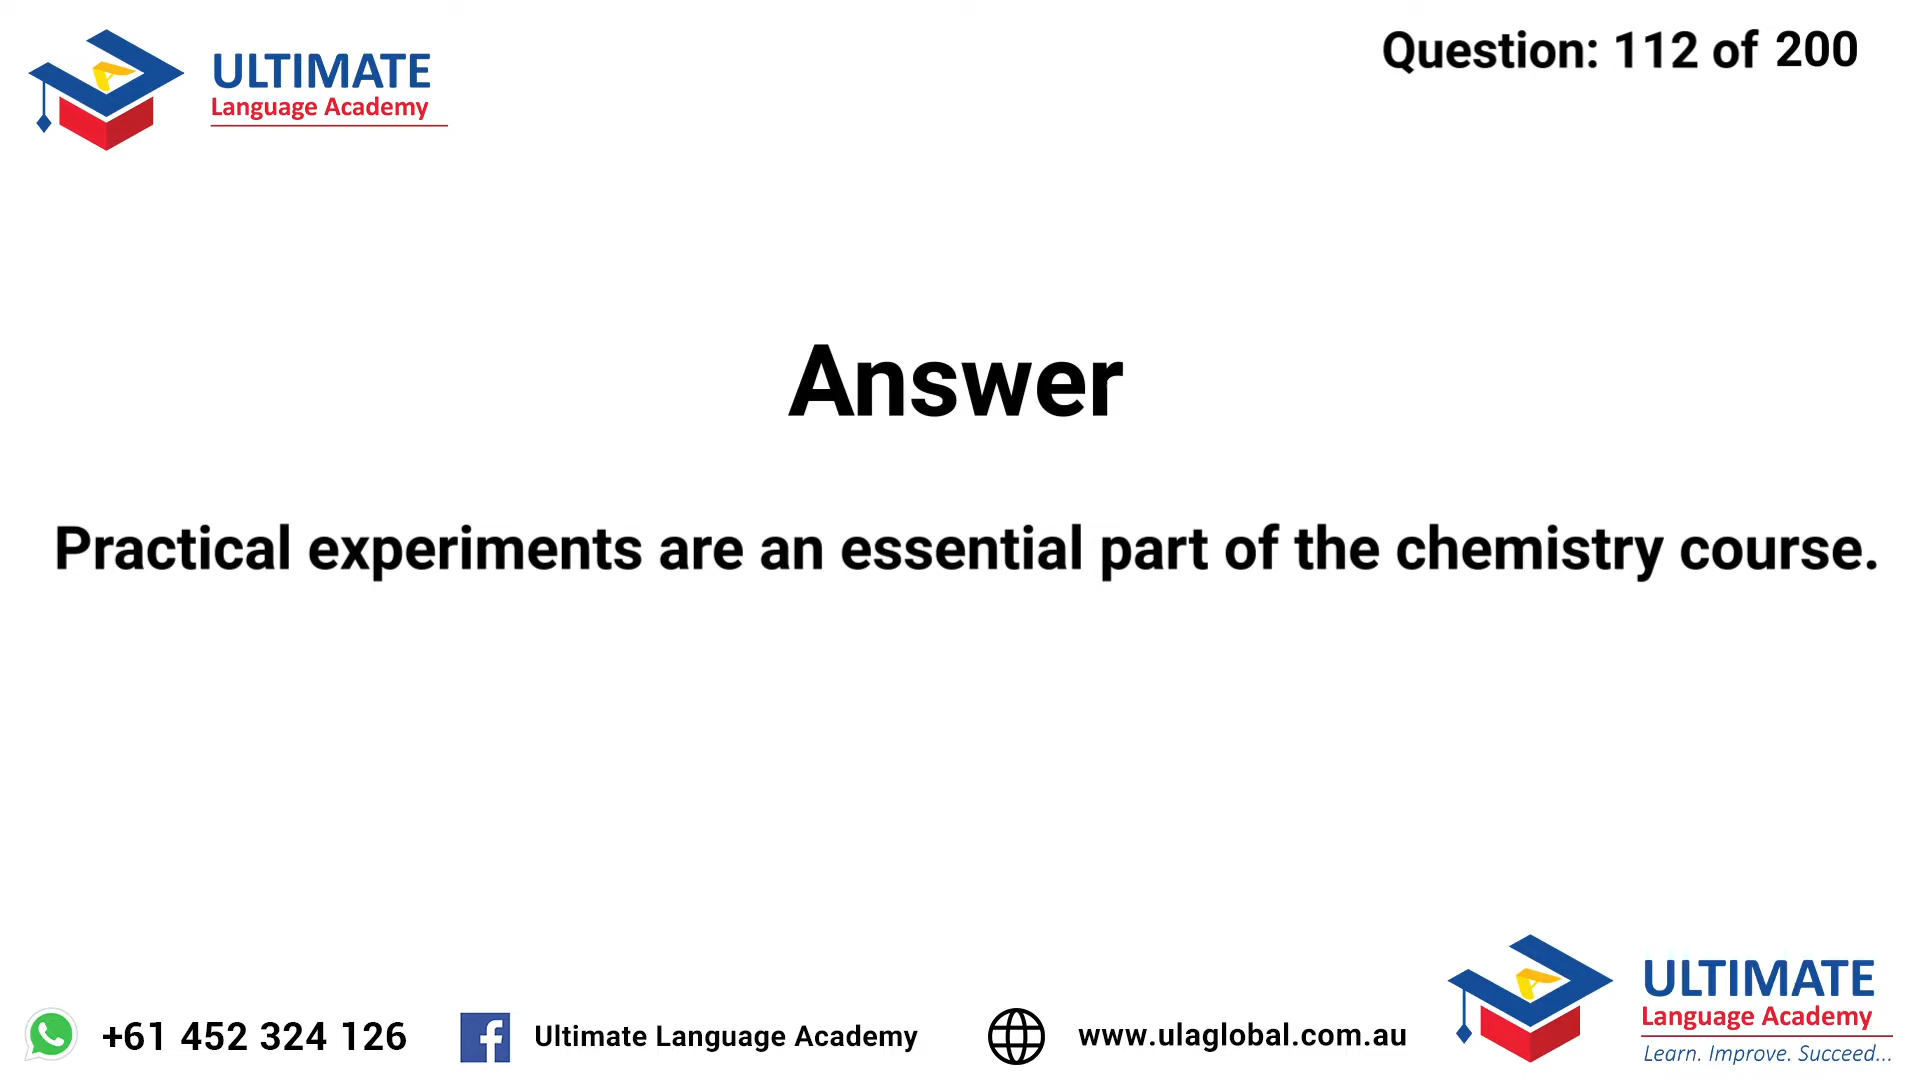 ULTIMATE
Language Academy
Question: 112 of 200
Answer
Practical experiments are an essential part of the chemistry course.
+61 452 324 126
Ultimate Language Academy
www.ulaglobal.com.au
ULTIMATE
Language Academy
Learn. Improve. Succeed...